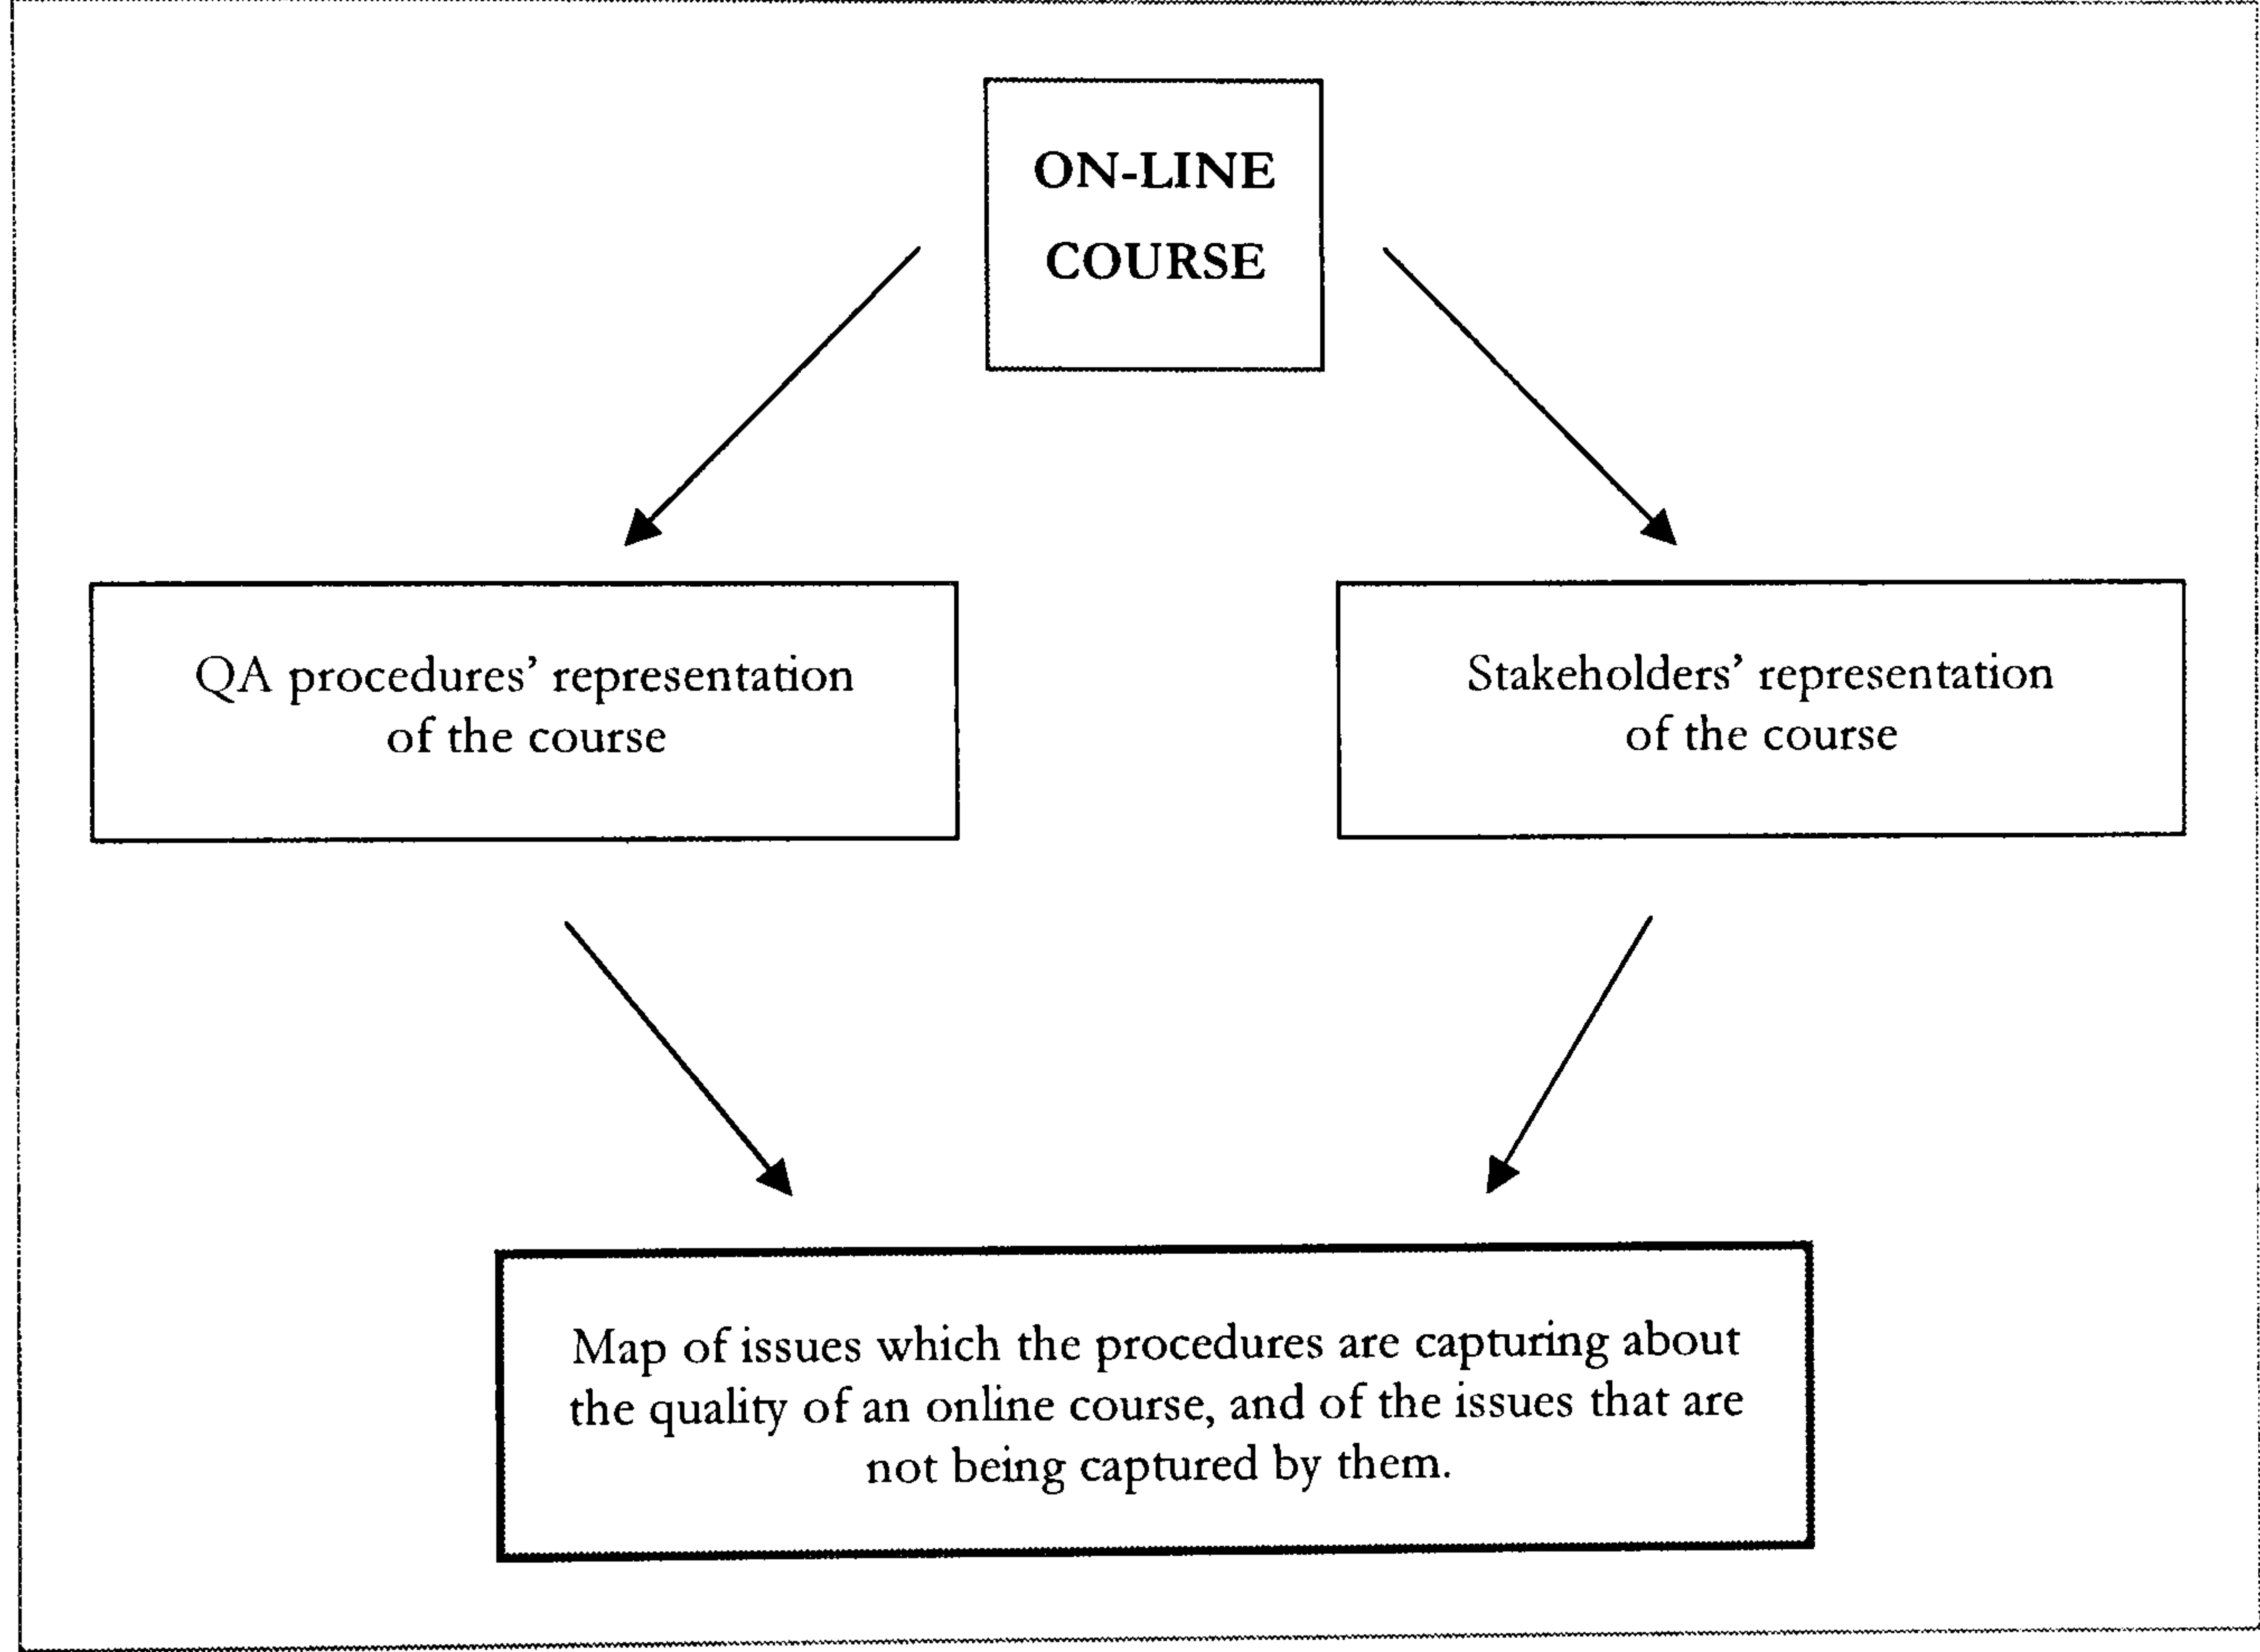 ON-LINE
COURSE
QA procedures’ representation
of the course
Stakeholders’ representation
of the course
Map of issues which the procedures are capturing about
the quality of an online course, and of the issues that are
not being captured by them.